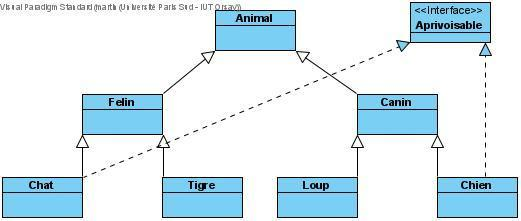 Visual Paradigm Standard (martin (Université Paris Sud - IUT Orsay))
Animal
<<Interface>>
Aprivoisable
Felin
Canin
Chat
Tigre
Loup
Chien